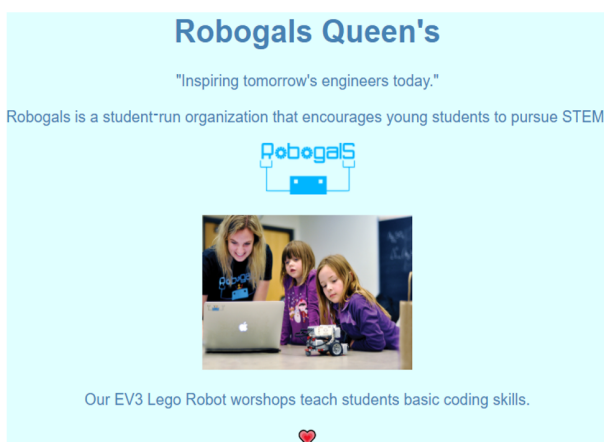 Robogals Queen's
"Inspiring tomorrow's engineers today."
Robogals is a student-run organization that encourages young students to pursue STEM
RobogalS
Robogals
Our EV3 Lego Robot worshops teach students basic coding skills.